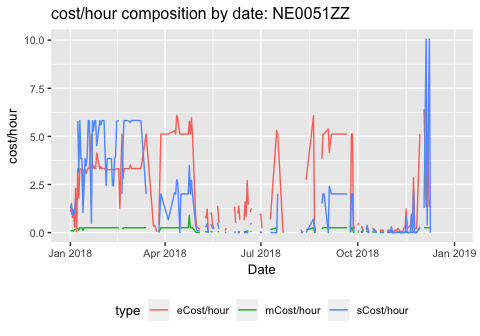 cost/hour composition by date: NE0051ZZ
10.0
7.5
5.0
2.5
0.0
cost/hour
Jan 2018 Apr 2018 Jul 2018 Oct 2018 Jan 2019
Date
type eCost/hour mCost/hour sCost/hour